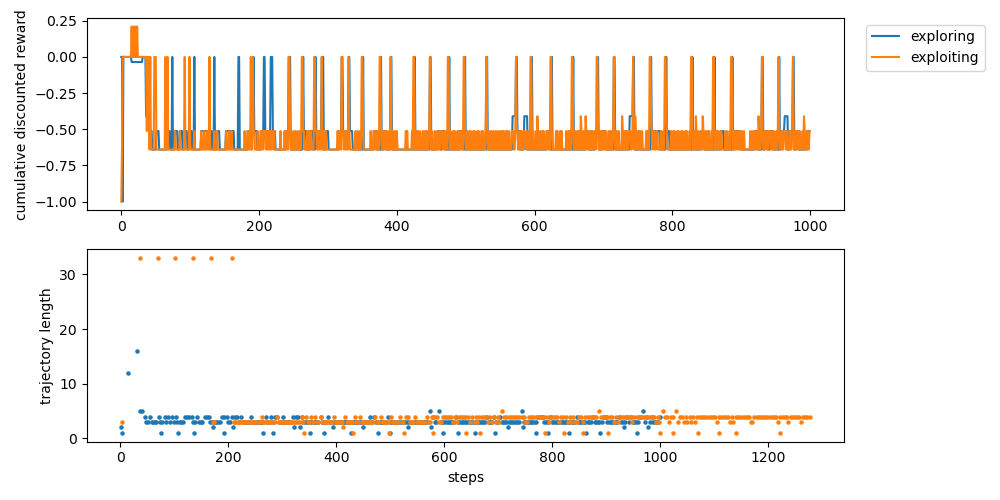 cumulative discounted reward
0.25
0.00
−0.25
−0.50
−0.75
−1.00
0 200 400 600 800 1000
exploring
exploiting
trajectory length
30
20
10
0
0 200 400 600 800 1000 1200
steps